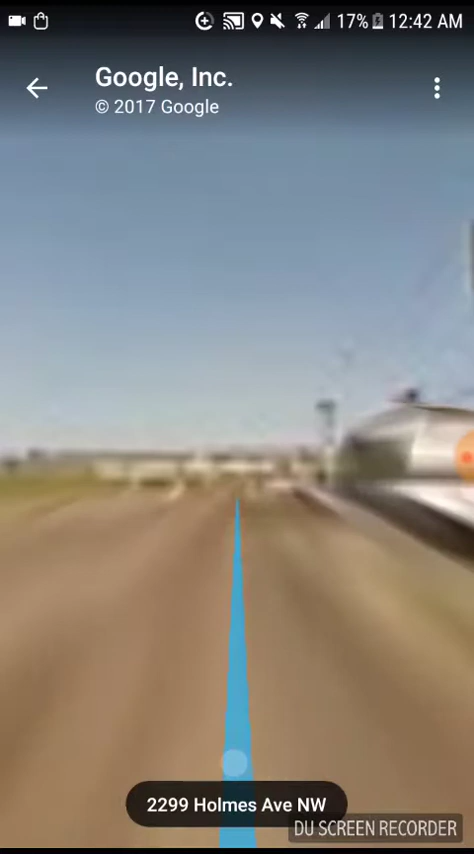 17% 12:42 AM
Google, Inc.
© 2017 Google
2299 Holmes Ave NW
DU SCREEN RECORDER